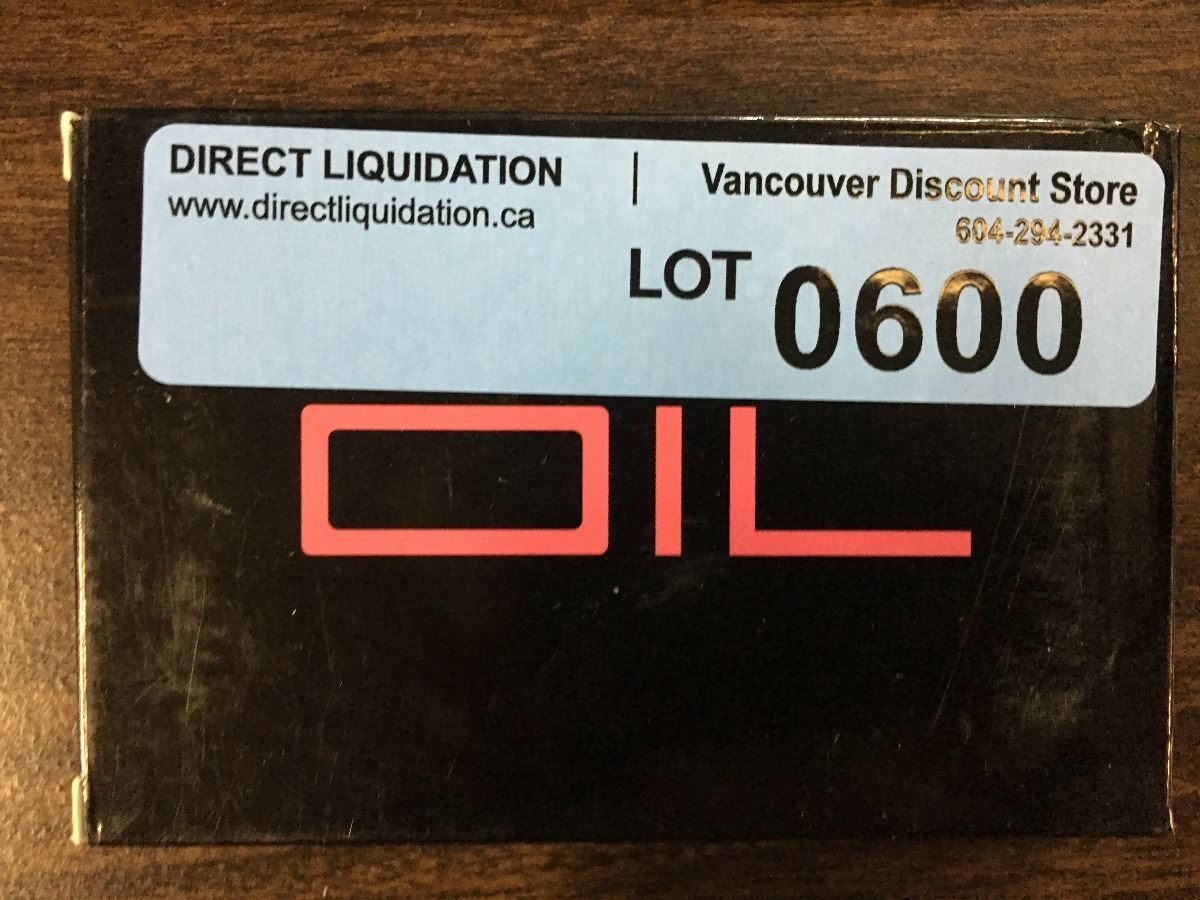 DIRECT LIQUIDATION | Vancouver Discount Store
www.directliquidation.ca 604-294-2331
LOT 0600
OIL